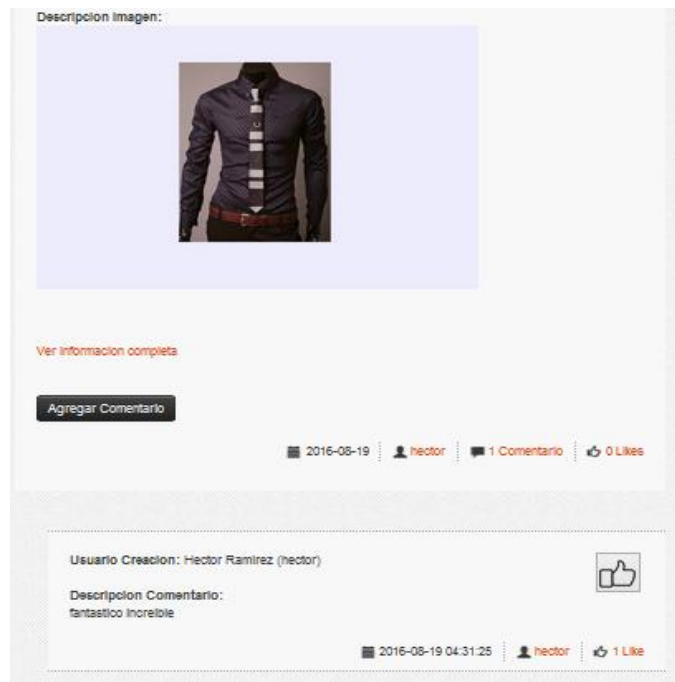 Descripcion Imagen:
Ver Informacion completa
Agregar Comentario
2016-08-19 hector 1 Comentario 0 Likes
Usuario Creacion: Hector Ramirez (hector)
Descripcion Comentario:
fantastico increible
2016-08-19 04:31:25 hector 1 Like